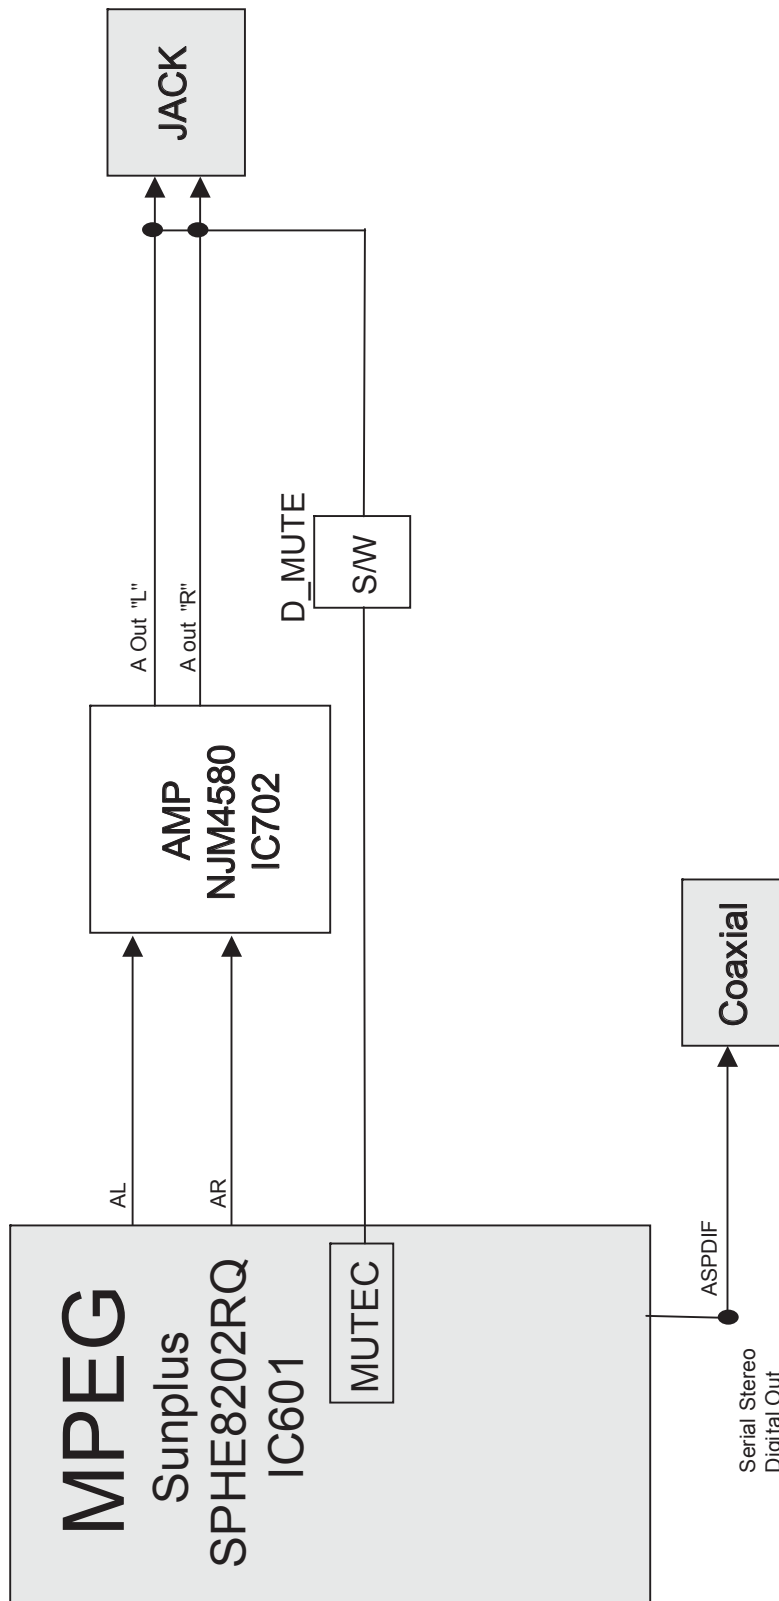 MPEG
Sunplus
SPHE8202RQ
IC601
MUTEC
AL
AR
AMP
NJM4580
IC702
A Out "L"
A out "R"
D_MUTE
S/W
JACK
ASPDIF
Serial Stereo
Digital Out
Coaxial